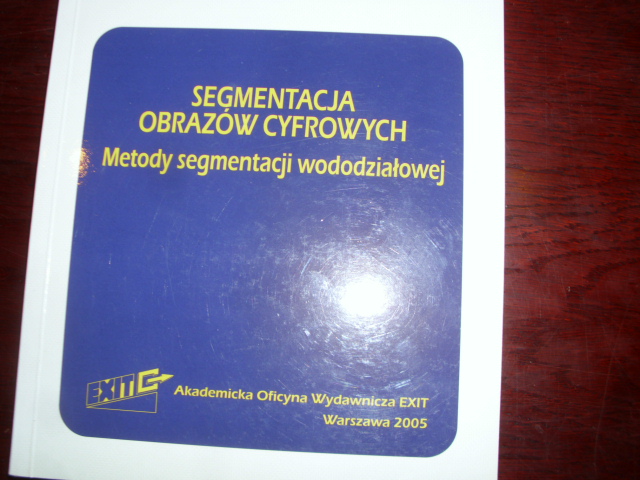 SEGMENTACJA
OBRAZÓW CYFROWYCH
Metody segmentacji wododziałowej
EXIT
Akademicka Oficyna Wydawnicza EXIT
Warszawa 2005